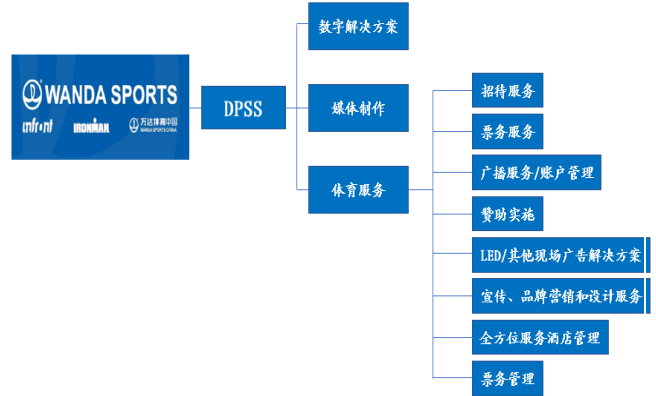 WANDA SPORTS
infront
IRONMAN
万达体育中国
WANDA SPORTS CHINA
DPSS
数字解决方案
媒体制作
体育服务
招待服务
票务服务
广播服务/账户管理
赞助实施
LED/其他现场广告解决方案
宣传、品牌营销和设计服务
全方位服务酒店管理
票务管理